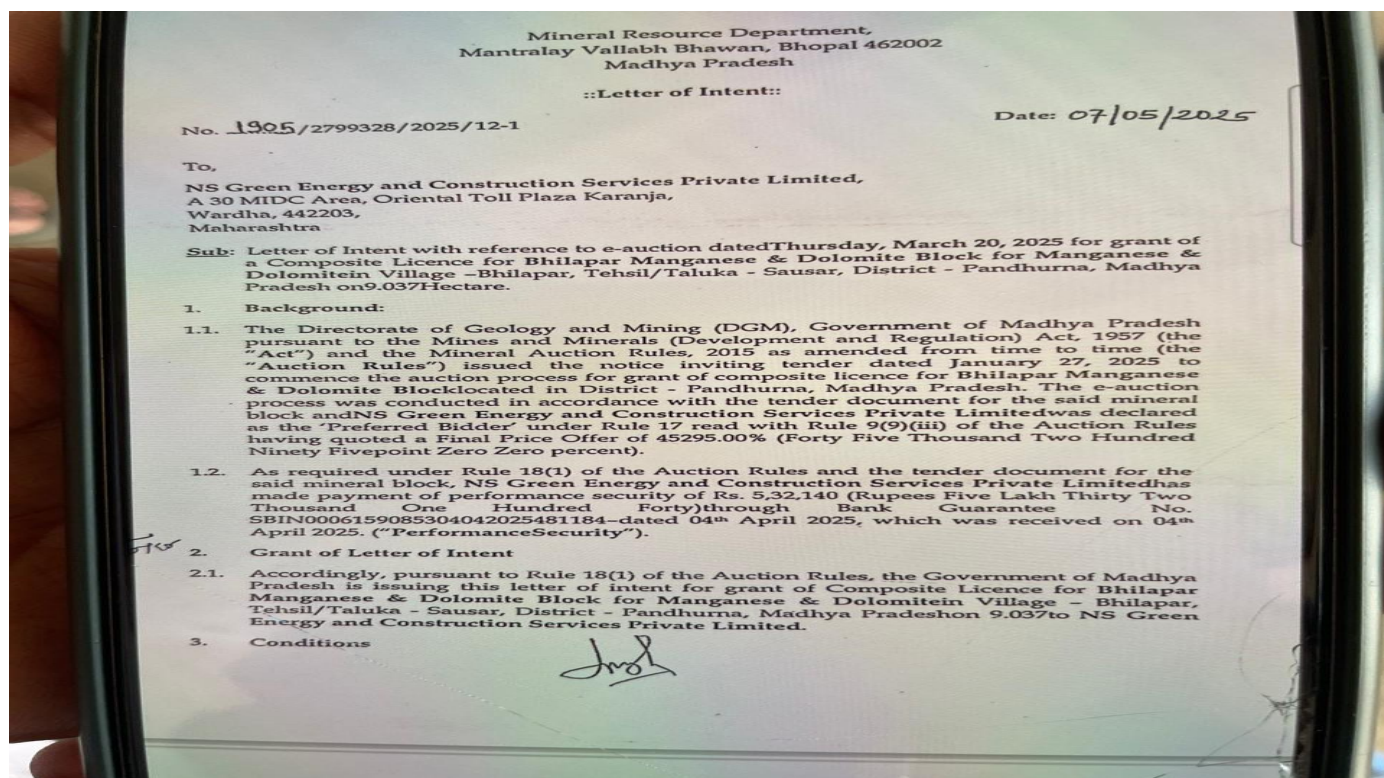 Mineral Resource Department,
Mantralay Vallabh Bhawan, Bhopal 462002
Madhya Pradesh
::Letter of Intent::
No. 1905/2799328/2025/12-1
Date: 07/05/2025
To,
NS Green Energy and Construction Services Private Limited,
A 30 MIDC Area, Oriental Toll Plaza Karanja,
Wardha, 442203,
Maharashtra
Sub: Letter of Intent with reference to e-auction datedThursday, March 20, 2025 for grant of
a Composite Licence for Bhilapar Manganese & Dolomite Block for Manganese &
Dolomitein Village –Bhilapar, Tehsil/Taluka - Sausar, District - Pandhurna, Madhya
Pradesh on9.037Hectare.
1. Background:
1.1. The Directorate of Geology and Mining (DGM), Government of Madhya Pradesh
pursuant to the Mines and Minerals (Development and Regulation) Act, 1957 (the
“Act”) and the Mineral Auction Rules, 2015 as amended from time to time (the
“Auction Rules”) issued the notice inviting tender dated January 27, 2025 to
commence the auction process for grant of composite licence for Bhilapar Manganese
& Dolomite Blocklocated in District - Pandhurna, Madhya Pradesh. The e-auction
process was conducted in accordance with the tender document for the said mineral
block andNS Green Energy and Construction Services Private Limitedwas declared
as the ‘Preferred Bidder’ under Rule 17 read with Rule 9(9)(iii) of the Auction Rules
having quoted a Final Price Offer of 45295.00% (Forty Five Thousand Two Hundred
Ninety Fivepoint Zero Zero percent).
1.2. As required under Rule 18(1) of the Auction Rules and the tender document for the
said mineral block, NS Green Energy and Construction Services Private Limitedhas
made payment of performance security of Rs. 5,32,140 (Rupees Five Lakh Thirty Two
Thousand One Hundred Forty)through Bank Guarantee No.
SBIN00061590853040420254811​84–dated 04th April 2025, which was received on 04th
April 2025. (“PerformanceSecurity”).
2. Grant of Letter of Intent
2.1. Accordingly, pursuant to Rule 18(1) of the Auction Rules, the Government of Madhya
Pradesh is issuing this letter of intent for grant of Composite Licence for Bhilapar
Manganese & Dolomite Block for Manganese & Dolomitein Village – Bhilapar,
Tehsil/Taluka - Sausar, District - Pandhurna, Madhya Pradeshon 9.037to NS Green
Energy and Construction Services Private Limited.
3. Conditions